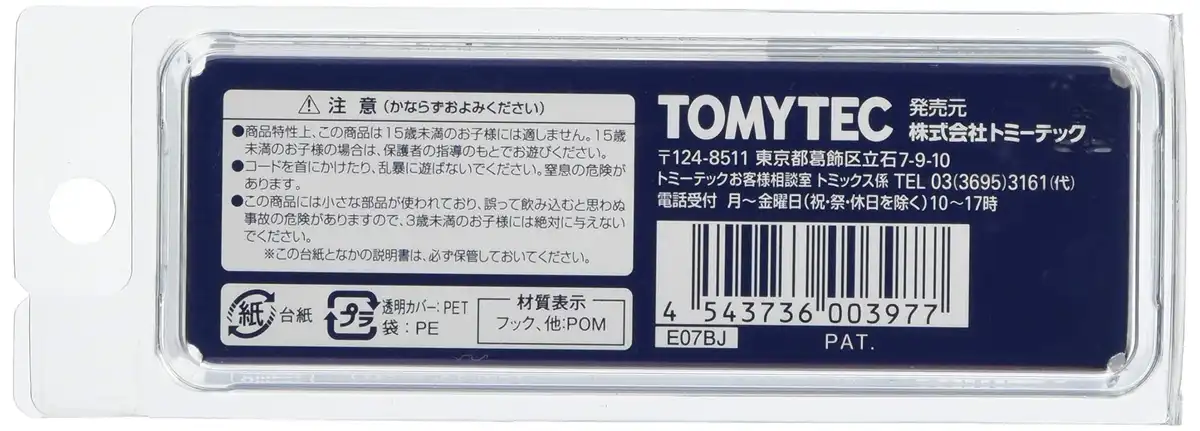 ⚠ 注 意 (かならずおよみください)
●商品特性上、この商品は15歳未満のお子様には適しません。15歳
未満のお子様の場合は、保護者の指導のもとでお遊びください。
●コードを首にかけたり、乱暴に遊ばないでください。窒息の危険が
あります。
●この商品には小さな部品が使われており、誤って飲み込むと思わぬ
事故の危険がありますので、3歳未満のお子様には絶対に与えない
でください。
※この台紙となかの説明書は、必ず保管しておいてください。
紙 台紙
プラ 透明カバー:PET
袋:PE
材質表示
フック、他:POM
TOMYTEC
発売元
株式会社トミーテック
〒124-8511 東京都葛飾区立石7-9-10
トミーテックお客様相談室 トミックス係 TEL 03(3695)3161(代)
電話受付 月〜金曜日(祝・祭・休日を除く)10〜17時
4 543736 003977
E07BJ
PAT.